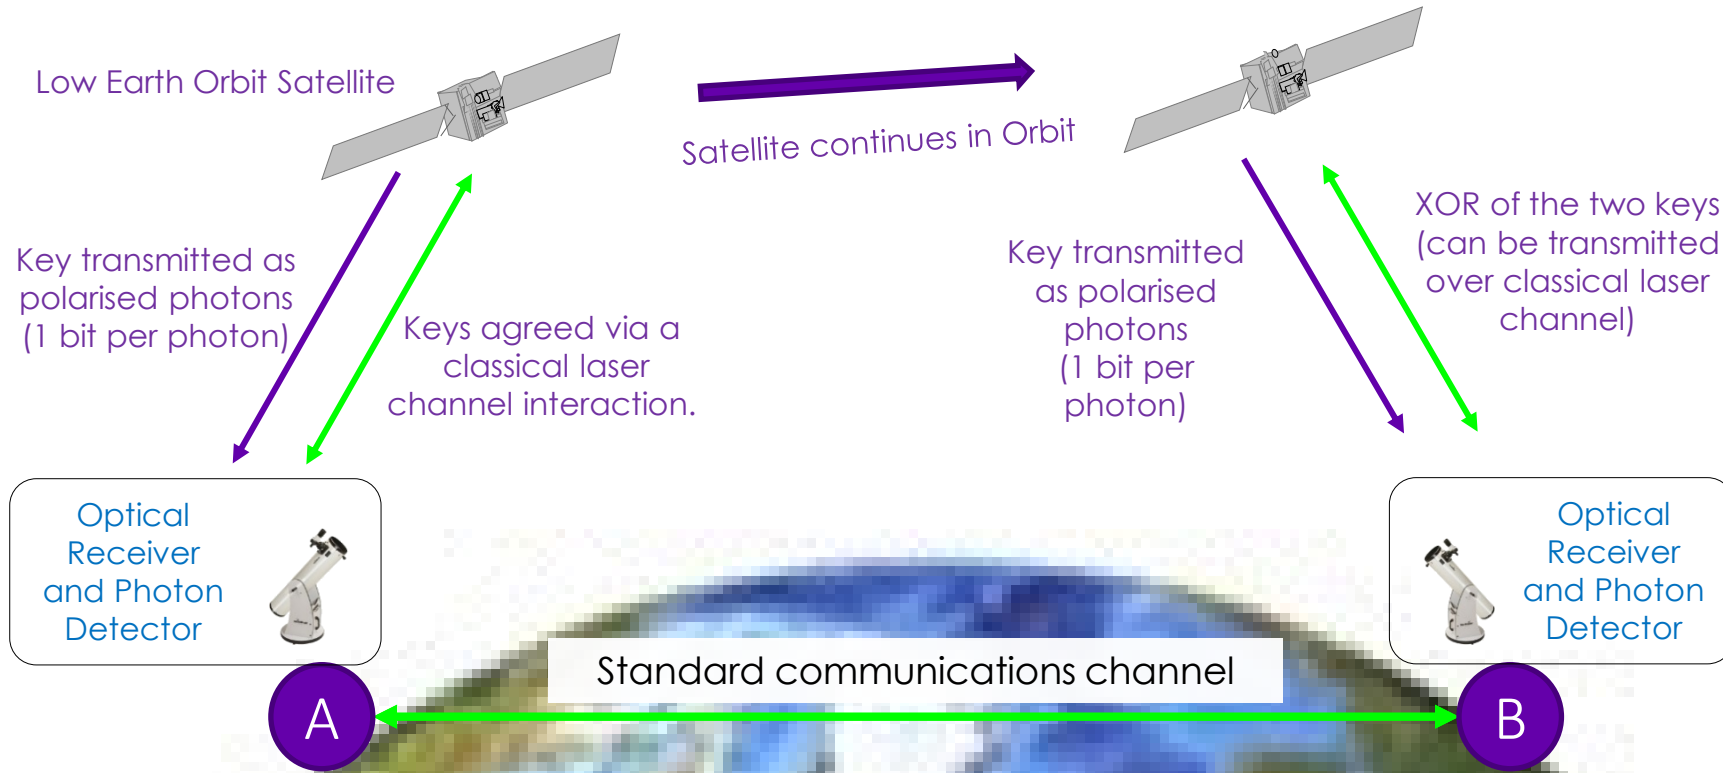 Low Earth Orbit Satellite
Satellite continues in Orbit
Key transmitted as
polarised photons
(1 bit per photon)
Keys agreed via a
classical laser
channel interaction.
Key transmitted
as polarised
photons
(1 bit per
photon)
XOR of the two keys
(can be transmitted
over classical laser
channel)
Optical
Receiver
and Photon
Detector
Optical
Receiver
and Photon
Detector
Standard communications channel
A
B